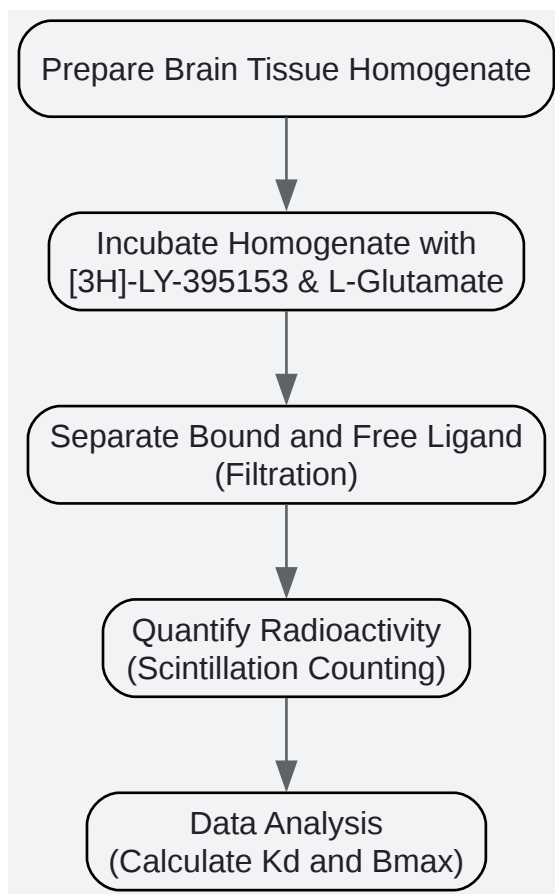 Prepare Brain Tissue Homogenate
Incubate Homogenate with
[3H]-LY-395153 & L-Glutamate
Separate Bound and Free Ligand
(Filtration)
Quantify Radioactivity
(Scintillation Counting)
Data Analysis
(Calculate Kd and Bmax)